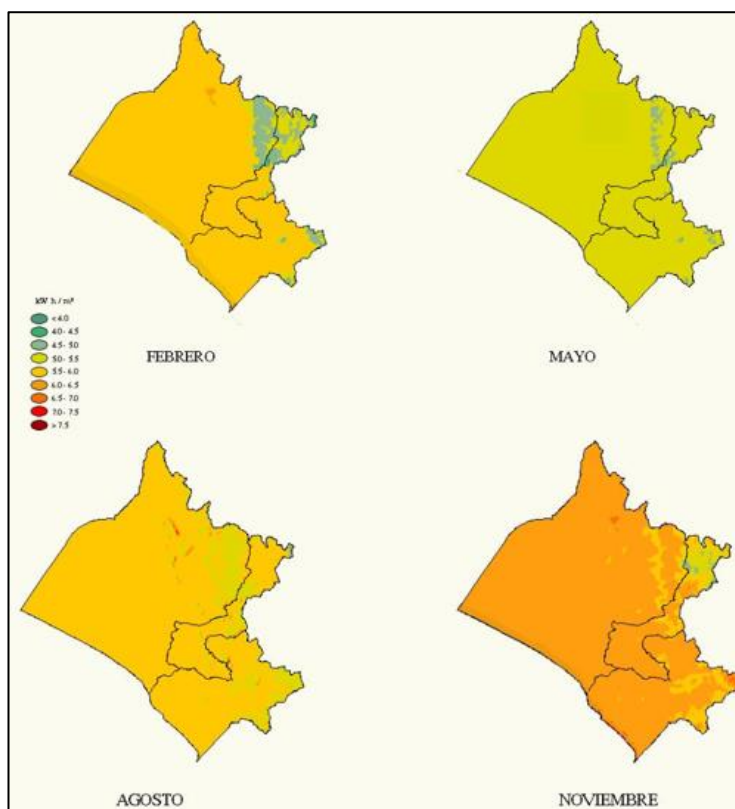 kW h / m²
< 4.0
4.0 - 4.5
4.5 - 5.0
5.0 - 5.5
5.5 - 6.0
6.0 - 6.5
6.5 - 7.0
7.0 - 7.5
> 7.5
FEBRERO
MAYO
AGOSTO
NOVIEMBRE